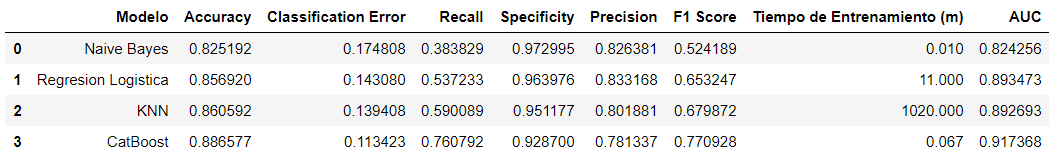 Modelo Accuracy Classification Error Recall Specificity Precision F1 Score Tiempo de Entrenamiento (m) AUC
0 Naive Bayes 0.825192 0.174808 0.383829 0.972995 0.826381 0.524189 0.010 0.824256
1 Regresion Logistica 0.856920 0.143080 0.537233 0.963976 0.833168 0.653247 11.000 0.893473
2 KNN 0.860592 0.139408 0.590089 0.951177 0.801881 0.679872 1020.000 0.892693
3 CatBoost 0.886577 0.113423 0.760792 0.928700 0.781337 0.770928 0.067 0.917368